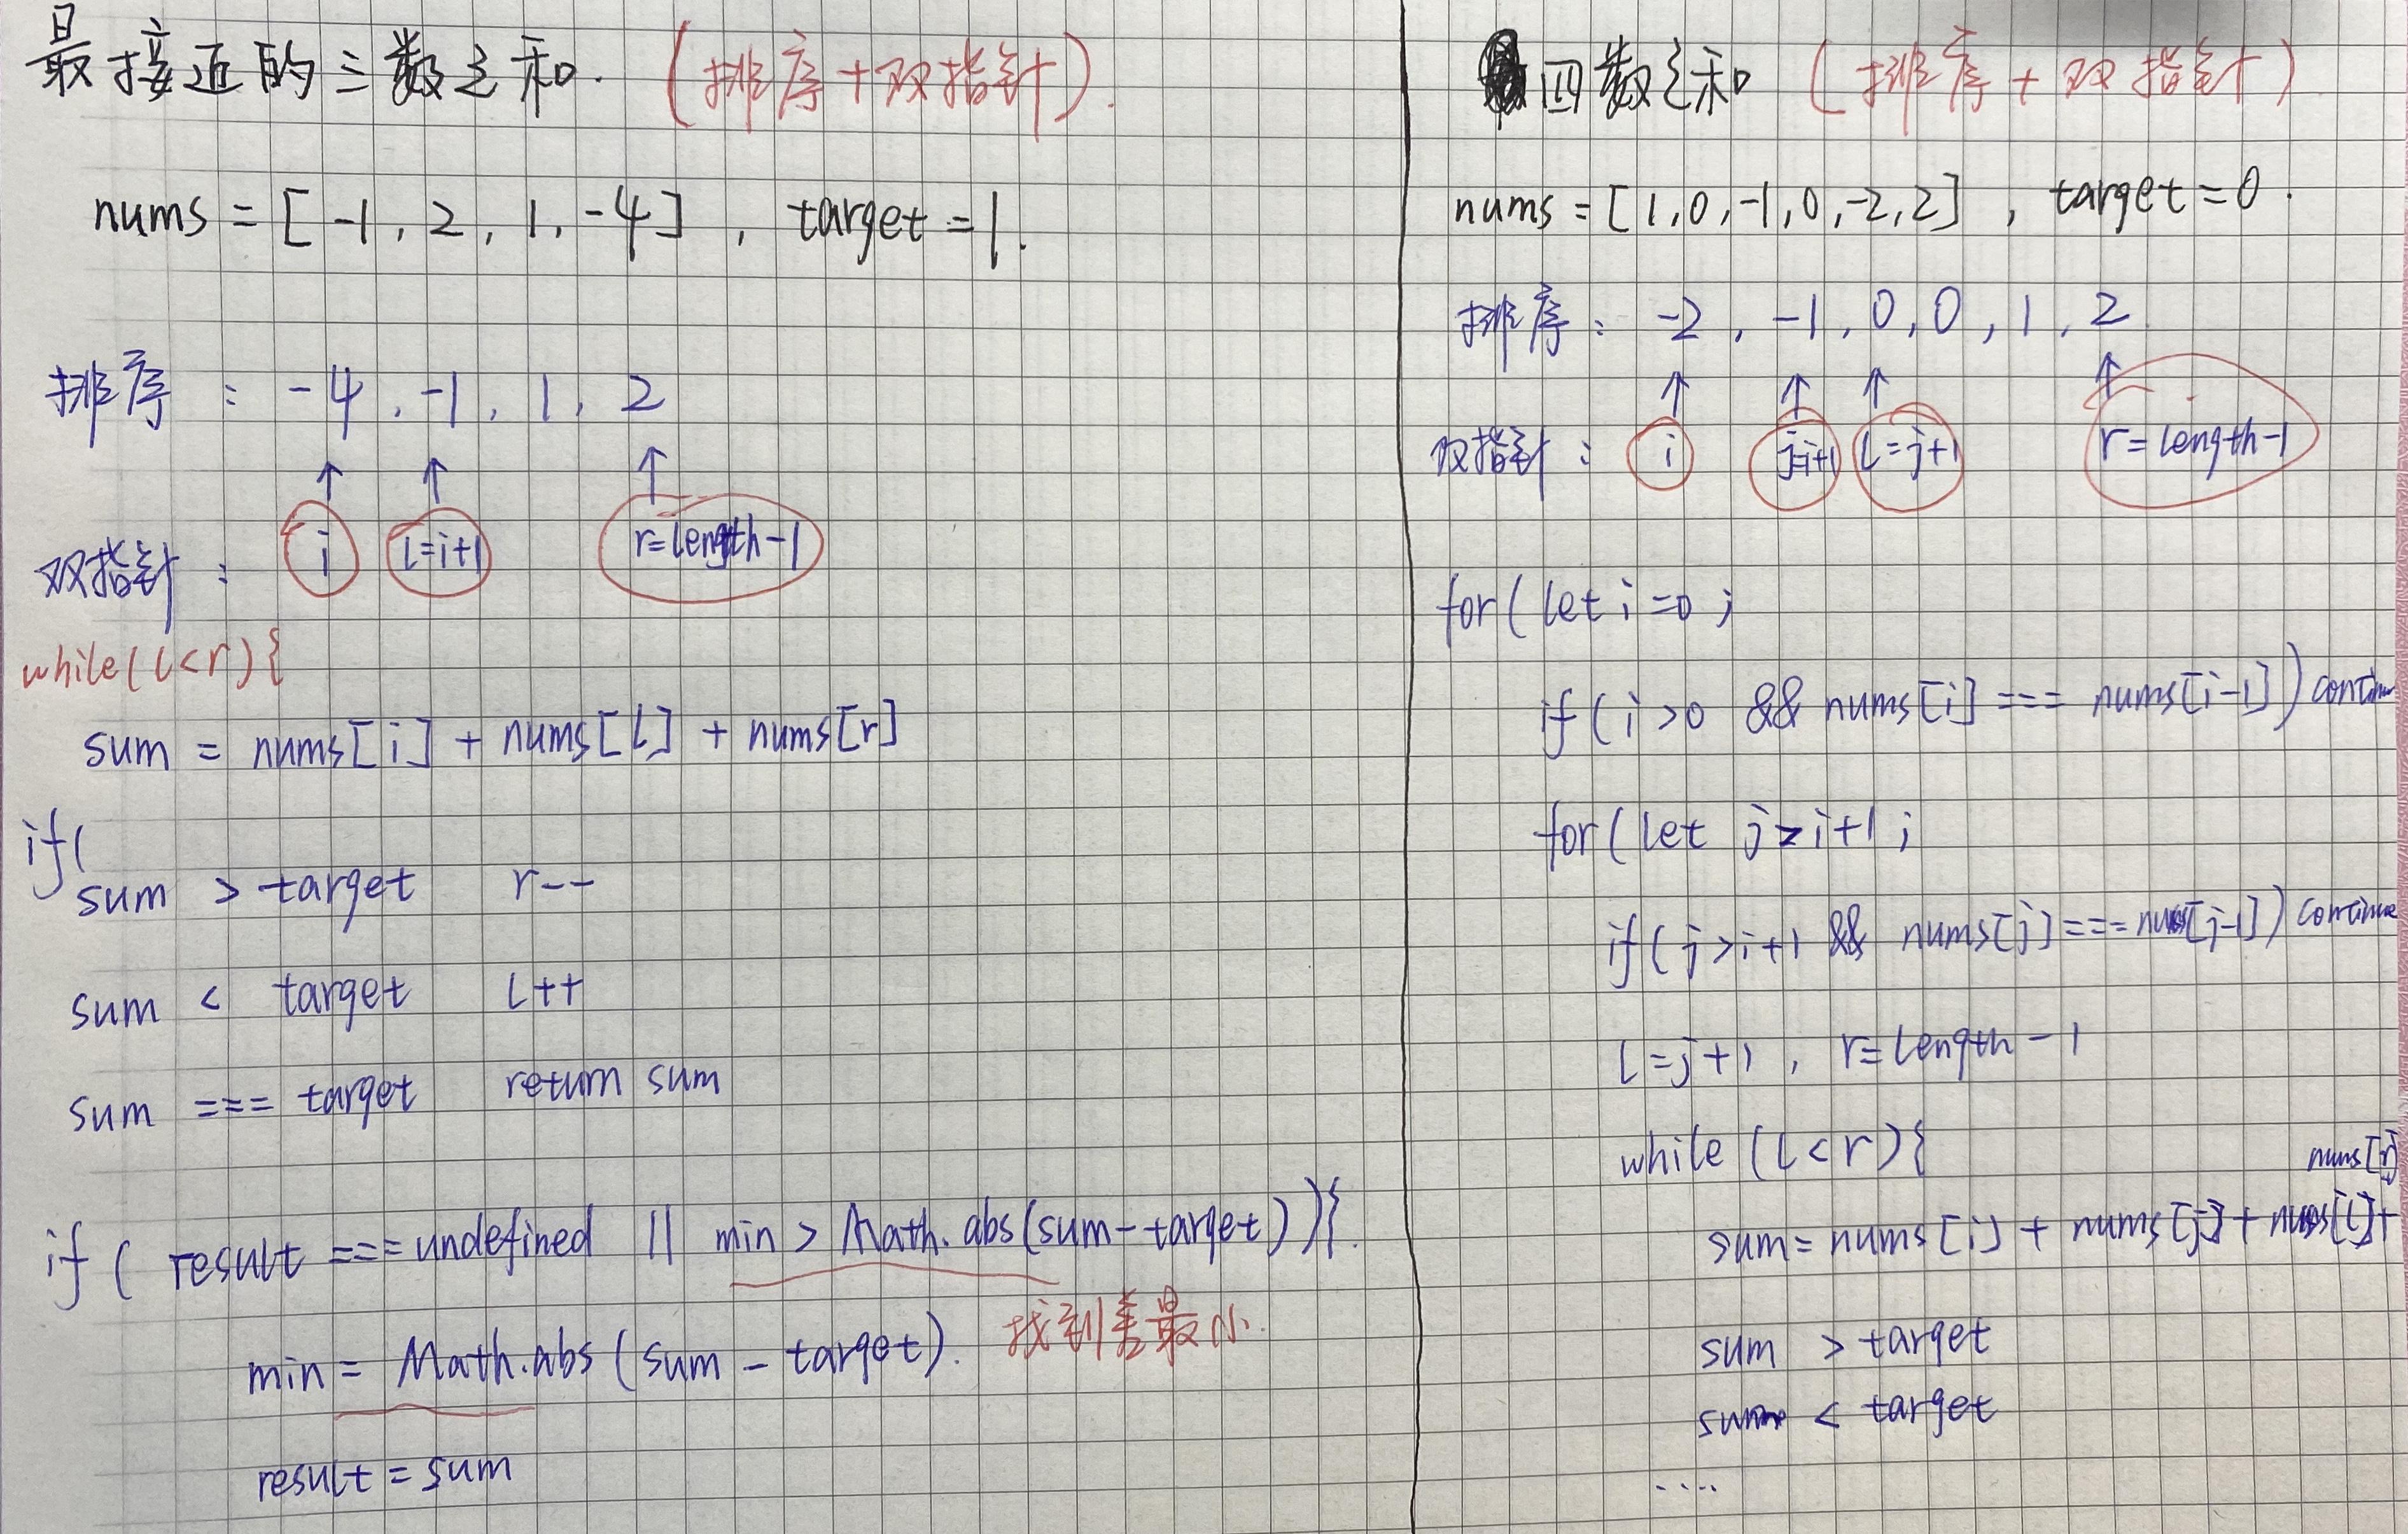 最接近的三数之和. (排序+双指针).
nums = [-1, 2, 1, -4] , target = 1.
排序 : -4, -1, 1, 2
双指针 : i l=i+1 r=length-1
while(l<r){
sum = nums[i] + nums[l] + nums[r]
if(
sum > target r--
sum < target l++
sum === target return sum
if ( result === undefined || min > Math.abs(sum-target)){.
min = Math.abs (sum - target). 找到差最小.
result = sum
四数之和 (排序 + 双指针)
nums = [1,0,-1,0,-2,2] , target = 0.
排序 : -2, -1, 0, 0, 1, 2
双指针 : i j=i+1 l=j+1 r=length-1
for( let i=0 ;
if (i>0 && nums[i] === nums[i-1]) continue
for( let j=i+1 ;
if (j>i+1 && nums[j]===nums[j-1]) continue
l=j+1 , r=length-1
while (l<r){
nums[r]
sum= nums[i] + nums[j] + nums[l]+
sum > target
sum < target
....